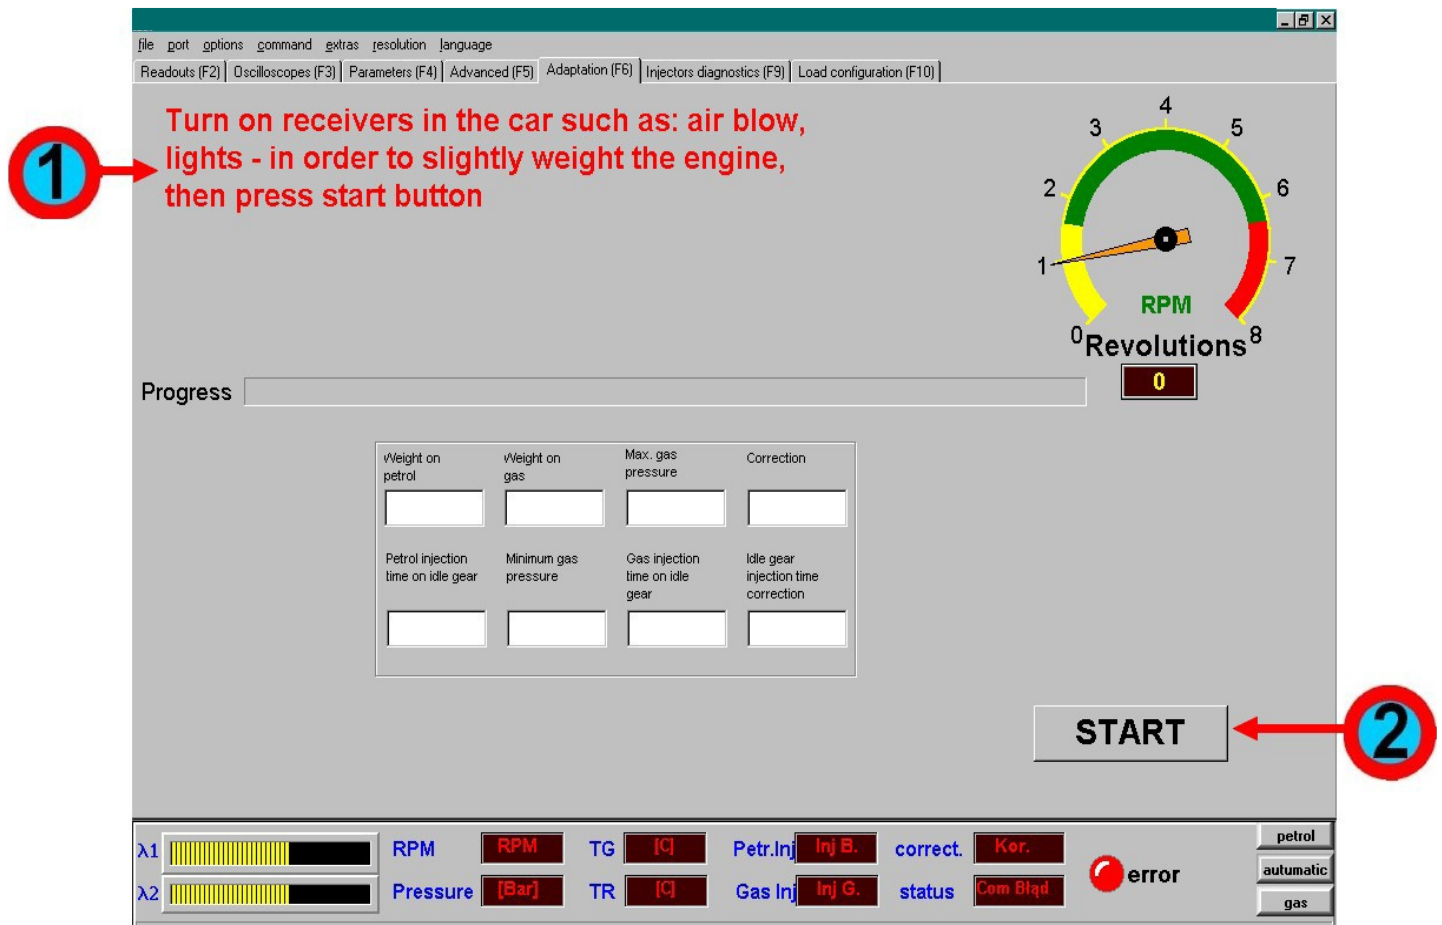 file port options command extras resolution language
Readouts (F2) Oscilloscopes (F3) Parameters (F4) Advanced (F5) Adaptation (F6) Injectors diagnostics (F9) Load configuration (F10)
1
Turn on receivers in the car such as: air blow,
lights - in order to slightly weight the engine,
then press start button
0 1 2 3 4 5 6 7 8
RPM
Revolutions
0
Progress
Weight on
petrol
Weight on
gas
Max. gas
pressure
Correction
Petrol injection
time on idle gear
Minimum gas
pressure
Gas injection
time on idle
gear
Idle gear
injection time
correction
START
2
λ1 RPM RPM TG [C] Petr.Inj Inj B. correct. Kor.
λ2 Pressure [Bar] TR [C] Gas Inj Inj G. status Com Błąd
error
petrol
automatic
gas